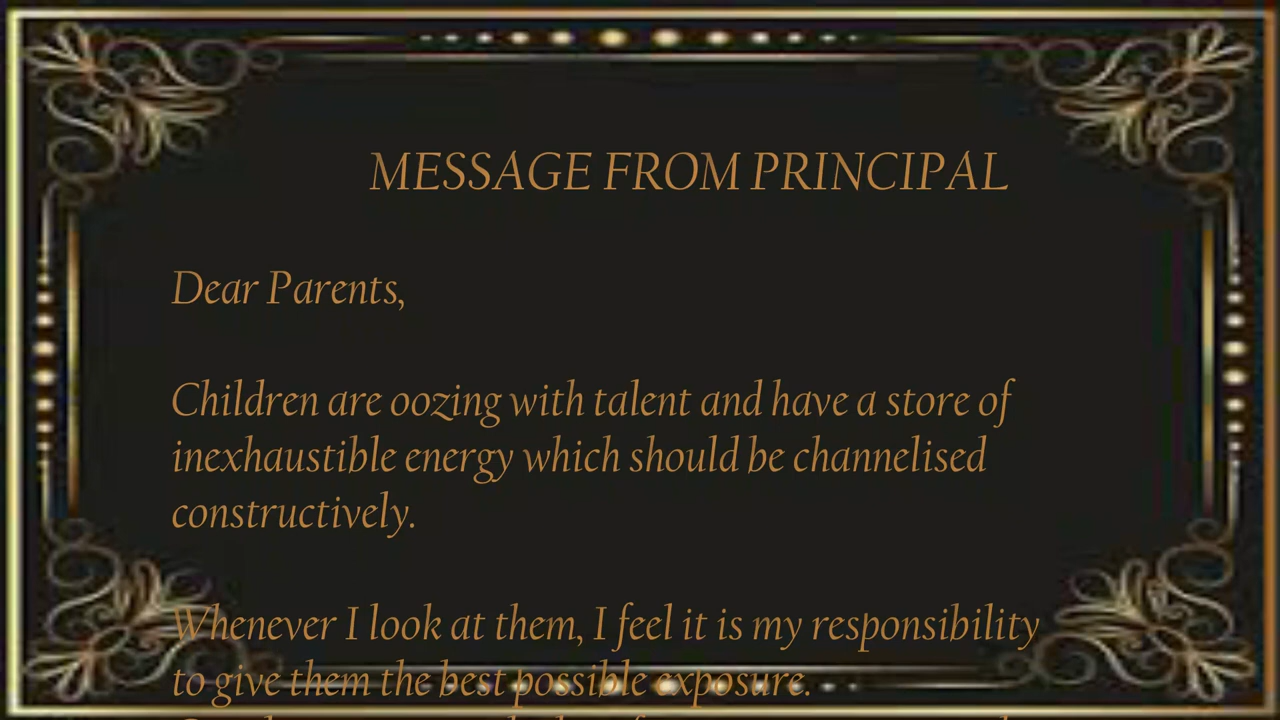 MESSAGE FROM PRINCIPAL
Dear Parents,
Children are oozing with talent and have a store of
inexhaustible energy which should be channelised
constructively.
Whenever I look at them, I feel it is my responsibility
to give them the best possible exposure.